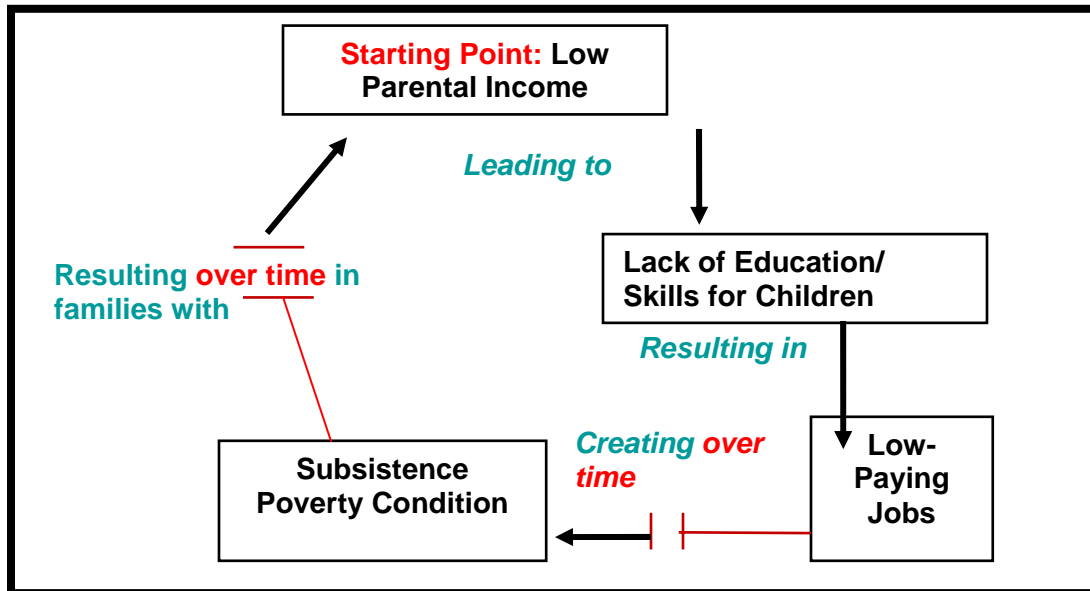 Starting Point: Low
Parental Income
Leading to
Lack of Education/
Skills for Children
Resulting in
Low-
Paying
Jobs
Creating over
time
Subsistence
Poverty Condition
Resulting over time in
families with